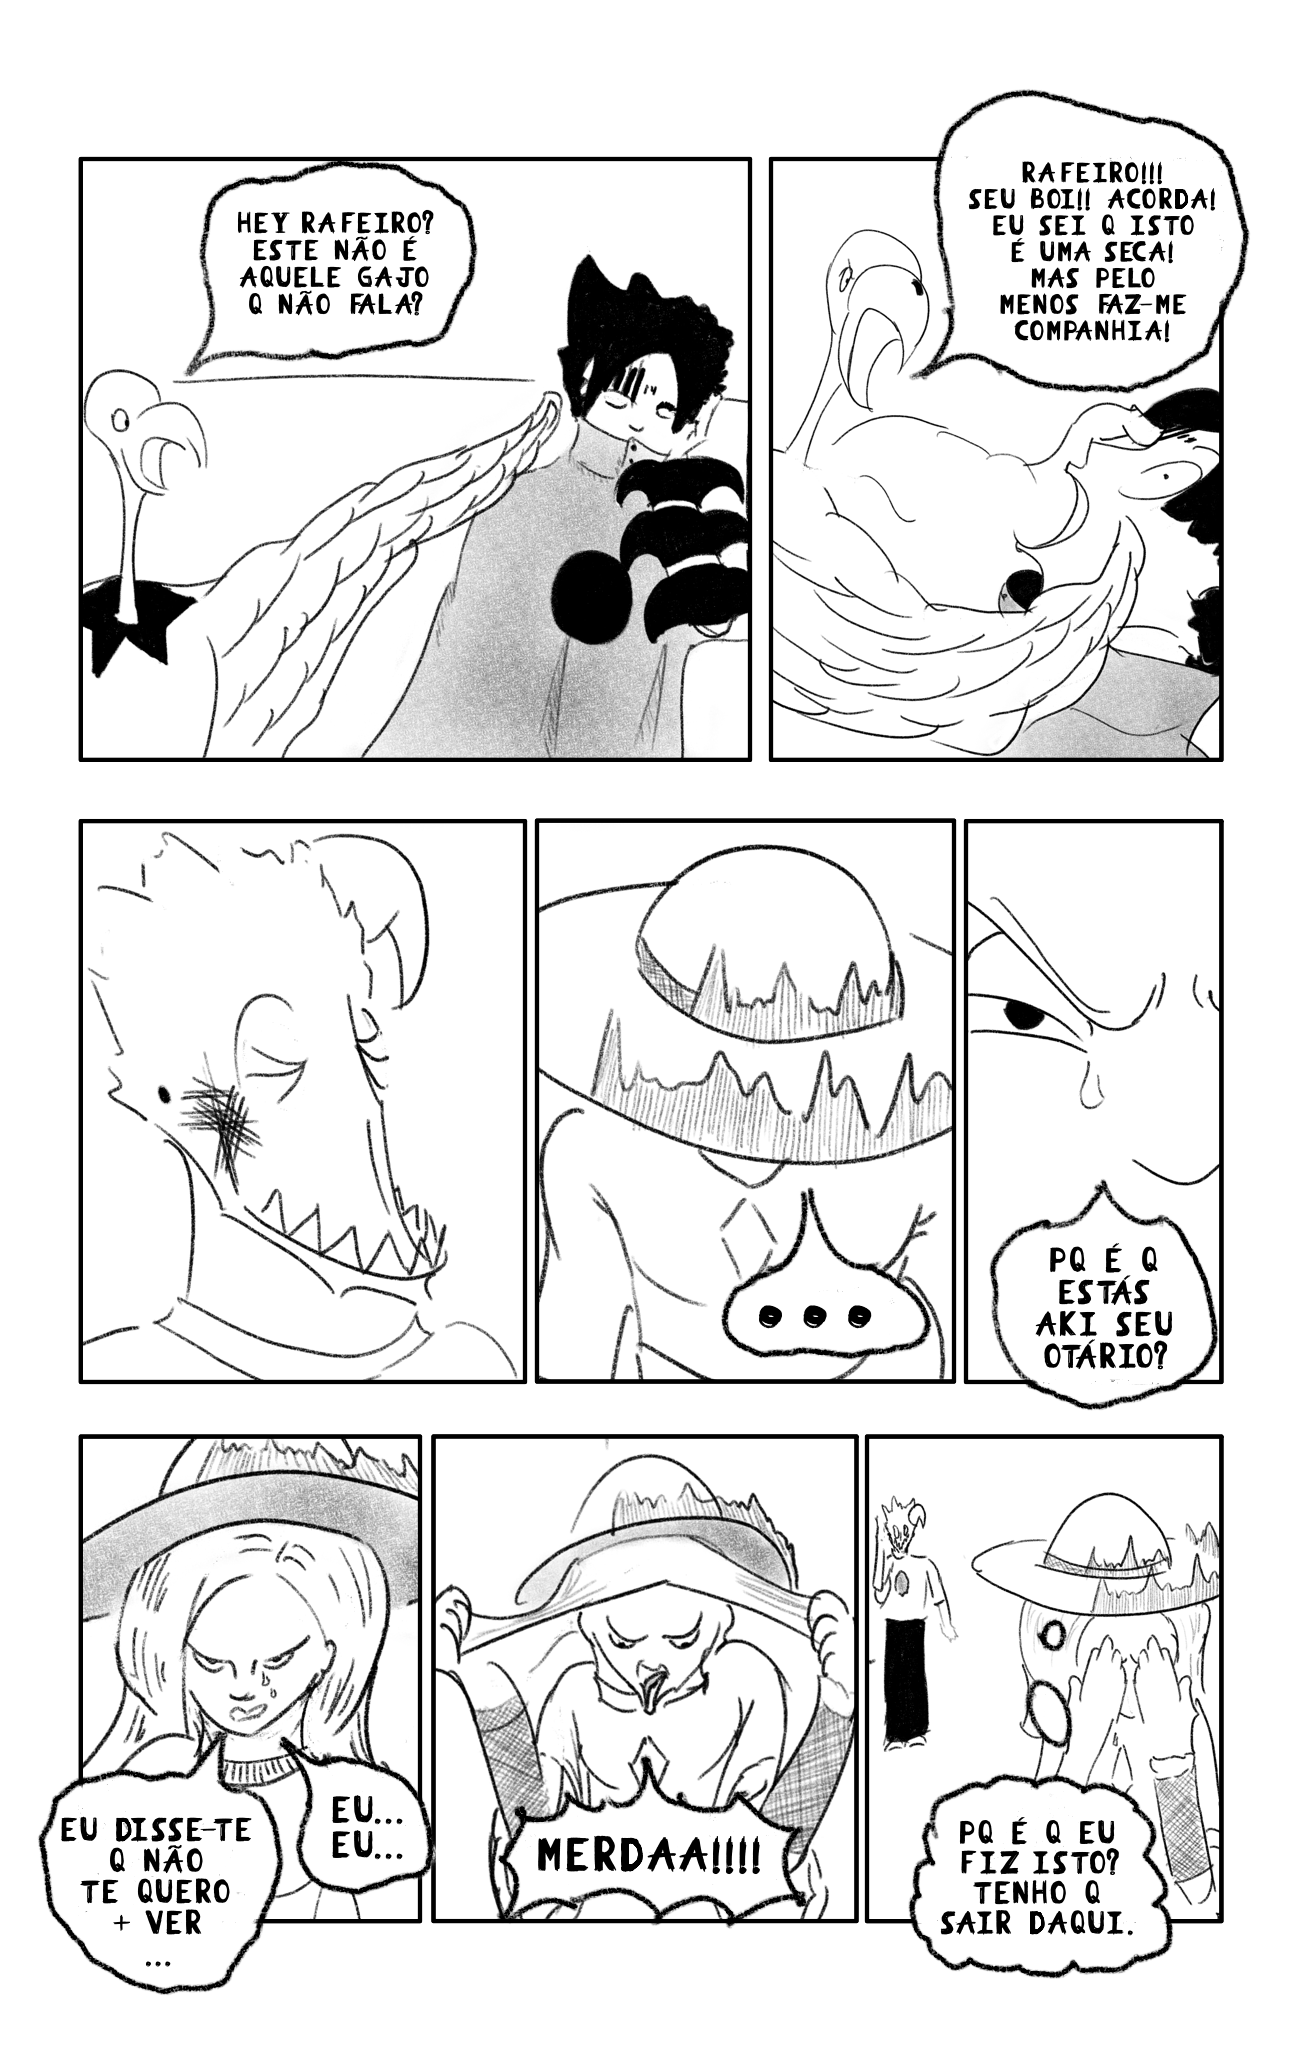 HEY RAFEIRO?
ESTE NÃO É
AQUELE GAJO
Q NÃO FALA?
RAFEIRO!!!
SEU BOI!! ACORDA!
EU SEI Q ISTO
É UMA SECA!
MAS PELO
MENOS FAZ-ME
COMPANHIA!
...
PQ É Q
ESTÁS
AKI SEU
OTÁRIO?
EU DISSE-TE
Q NÃO
TE QUERO
+ VER
...
EU...
EU...
MERDAA!!!!
PQ É Q EU
FIZ ISTO?
TENHO Q
SAIR DAQUI.